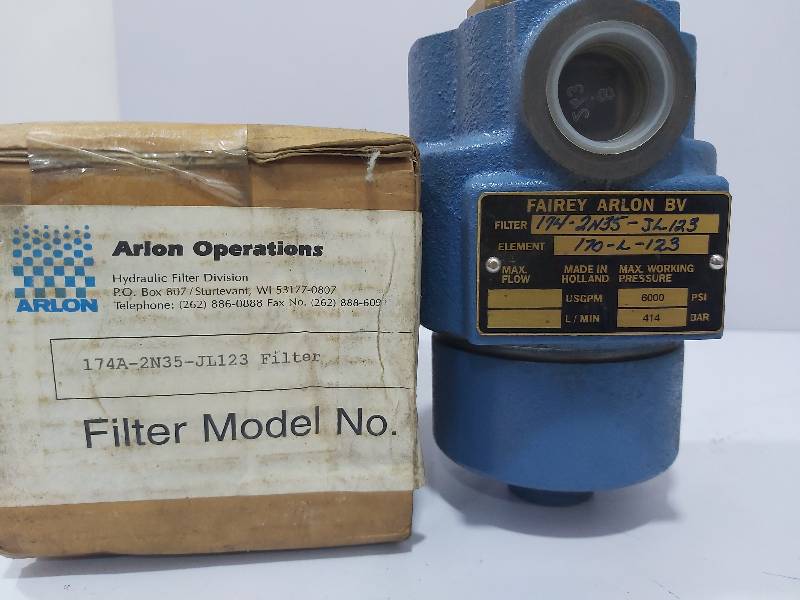 ARLON
Arlon Operations
Hydraulic Filter Division
P.O. Box 807/Sturtevant, WI 53177-0807
Telephone: (262) 886-0888 Fax No. (262) 888-609
174A-2N35-JL123 Filter
Filter Model No.
FAIREY ARLON BV
FILTER 174-2N35-JL123
ELEMENT 170-L-123
MAX. FLOW
MADE IN HOLLAND
MAX. WORKING PRESSURE
USGPM 6000 PSI
L/MIN 414 BAR